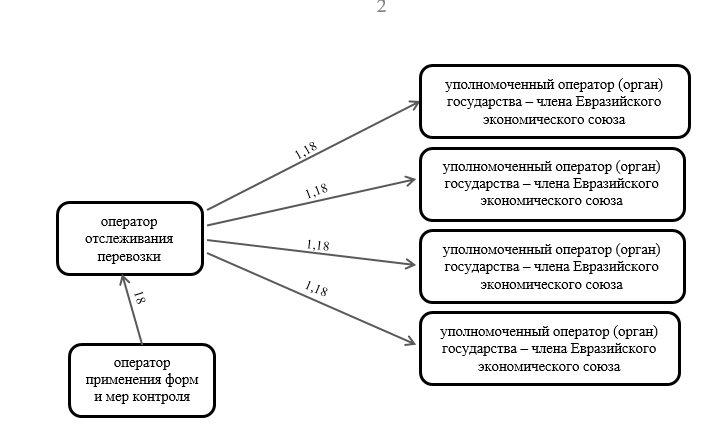 2
уполномоченный оператор (орган)
государства – члена Евразийского
экономического союза
1,18
уполномоченный оператор (орган)
государства – члена Евразийского
экономического союза
1,18
оператор
отслеживания
перевозки
уполномоченный оператор (орган)
государства – члена Евразийского
экономического союза
1,18
1,18
18
уполномоченный оператор (орган)
государства – члена Евразийского
экономического союза
оператор
применения форм
и мер контроля